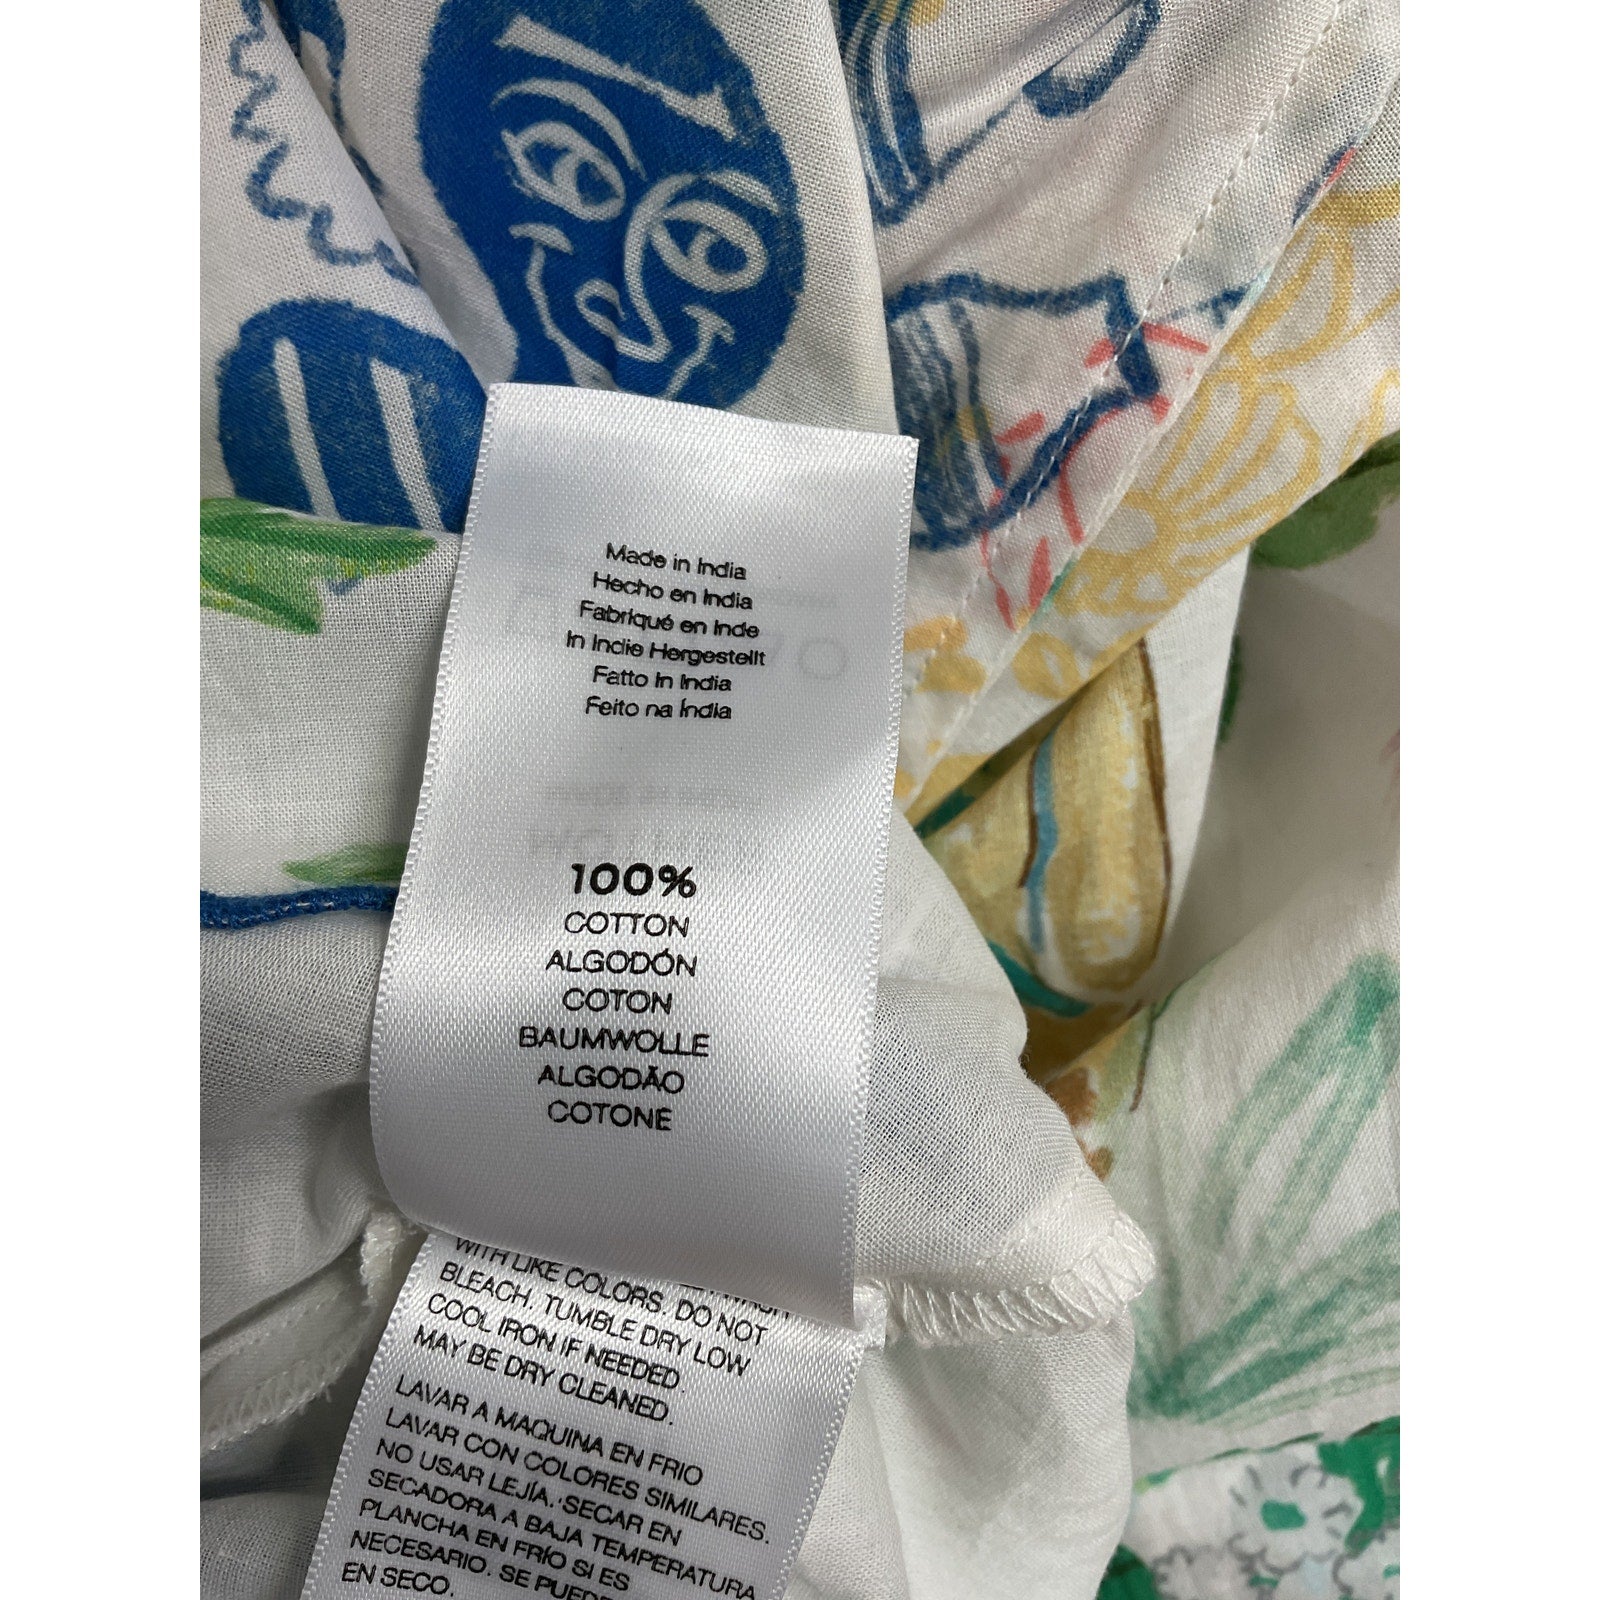 Made in India
Hecho en India
Fabriqué en Inde
In Indie Hergestellt
Fatto In India
Feito na Índia
100%
COTTON
ALGODÓN
COTON
BAUMWOLLE
ALGODÃO
COTONE
WITH LIKE COLORS. DO NOT
BLEACH. TUMBLE DRY LOW
COOL IRON IF NEEDED.
MAY BE DRY CLEANED.
LAVAR A MAQUINA EN FRIO
LAVAR CON COLORES SIMILARES.
NO USAR LEJÍA. SECAR EN
SECADORA A BAJA TEMPERATURA
PLANCHA EN FRÍO SI ES
NECESARIO. SE PUEDE
EN SECO.